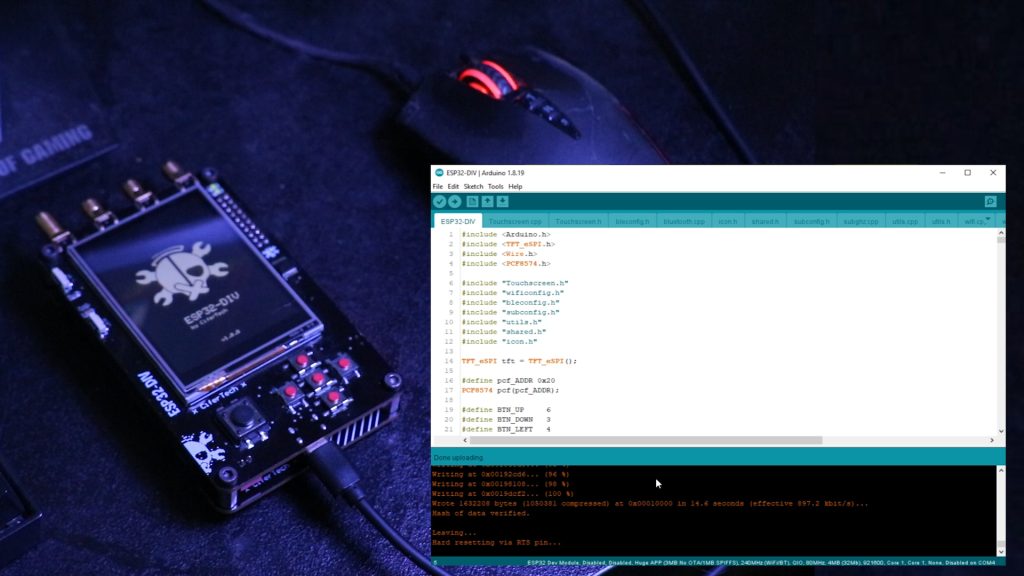 OF GAMING
ESP32-DIV
by CiferTech
v1.0.0
ESP32-DIV
x CiferTech x
ESP32-DIV | Arduino 1.8.19
File Edit Sketch Tools Help
ESP32-DIV Touchscreen.cpp Touchscreen.h bleconfig.h bluetooth.cpp icon.h shared.h subconfig.h subghz.cpp utils.cpp utils.h wifi.cp
1 #include <Arduino.h>
2 #include <TFT_eSPI.h>
3 #include <Wire.h>
4 #include <PCF8574.h>
5
6 #include "Touchscreen.h"
7 #include "wificonfig.h"
8 #include "bleconfig.h"
9 #include "subconfig.h"
10 #include "utils.h"
11 #include "shared.h"
12 #include "icon.h"
13
14 TFT_eSPI tft = TFT_eSPI();
15
16 #define pcf_ADDR 0x20
17 PCF8574 pcf(pcf_ADDR);
18
19 #define BTN_UP 6
20 #define BTN_DOWN 3
21 #define BTN_LEFT 4
Done uploading.
Writing at 0x00192cd6... (96 %)
Writing at 0x00198108... (98 %)
Writing at 0x0019dcf2... (100 %)
Wrote 1632208 bytes (1050381 compressed) at 0x00010000 in 14.6 seconds (effective 897.2 kbit/s)...
Hash of data verified.
Leaving...
Hard resetting via RTS pin...
5 ESP32 Dev Module, Disabled, Disabled, Huge APP (3MB No OTA/1MB SPIFFS), 240MHz (WiFi/BT), QIO, 80MHz, 4MB (32Mb), 921600, Core 1, Core 1, None, Disabled on COM4